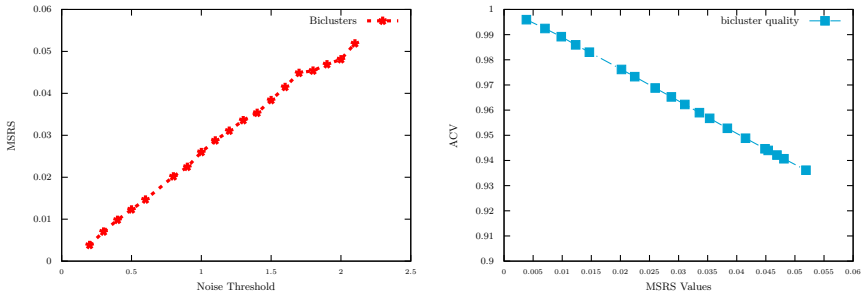 0.06
0.05
0.04
0.03
0.02
0.01
0
MSRS
0 0.5 1 1.5 2 2.5
Noise Threshold
Biclusters
1
0.99
0.98
0.97
0.96
0.95
0.94
0.93
0.92
0.91
0.9
ACV
0 0.005 0.01 0.015 0.02 0.025 0.03 0.035 0.04 0.045 0.05 0.055 0.06
MSRS Values
bicluster quality